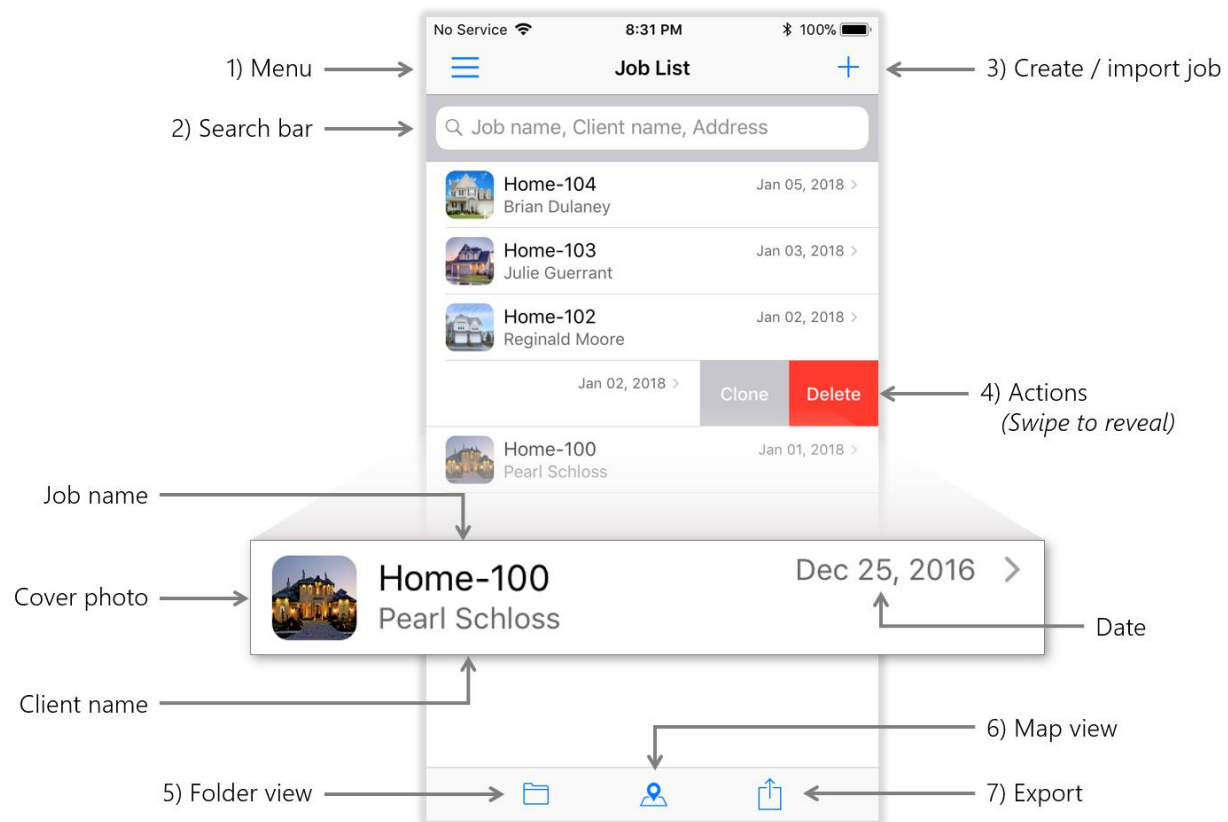 No Service 8:31 PM 100%
1) Menu
Job List
3) Create / import job
2) Search bar
Job name, Client name, Address
Home-104 Jan 05, 2018
Brian Dulaney
Home-103 Jan 03, 2018
Julie Guerrant
Home-102 Jan 02, 2018
Reginald Moore
Jan 02, 2018 Clone Delete
4) Actions
(Swipe to reveal)
Home-100 Jan 01, 2018
Pearl Schloss
Job name
Cover photo
Home-100 Dec 25, 2016
Pearl Schloss
Date
Client name
6) Map view
5) Folder view
7) Export